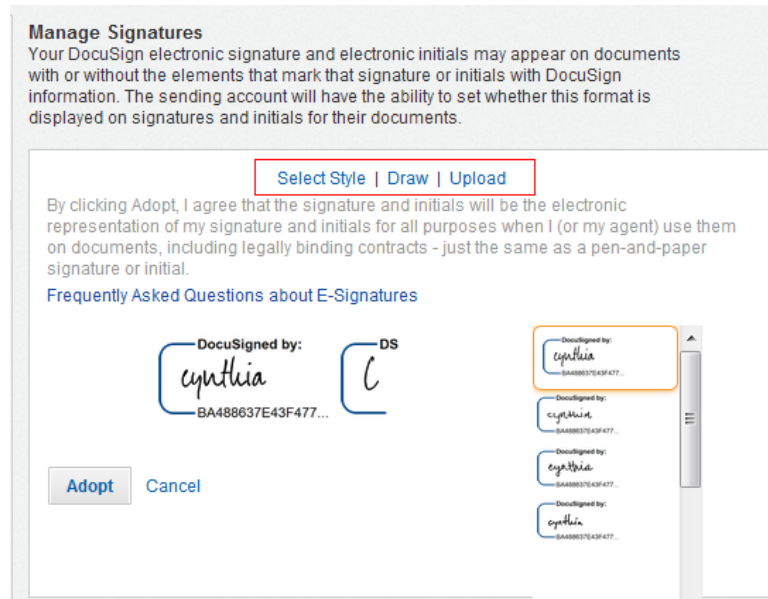 Manage Signatures
Your DocuSign electronic signature and electronic initials may appear on documents
with or without the elements that mark that signature or initials with DocuSign
information. The sending account will have the ability to set whether this format is
displayed on signatures and initials for their documents.
Select Style | Draw | Upload
By clicking Adopt, I agree that the signature and initials will be the electronic
representation of my signature and initials for all purposes when I (or my agent) use them
on documents, including legally binding contracts - just the same as a pen-and-paper
signature or initial.
Frequently Asked Questions about E-Signatures
DocuSigned by:
cynthia
BA488637E43F477...
DS
C
DocuSigned by:
cynthia
BA488637E43F477...
DocuSigned by:
cynthia
BA488637E43F477...
DocuSigned by:
cynthia
BA488637E43F477...
DocuSigned by:
cynthia
BA488637E43F477...
Adopt Cancel